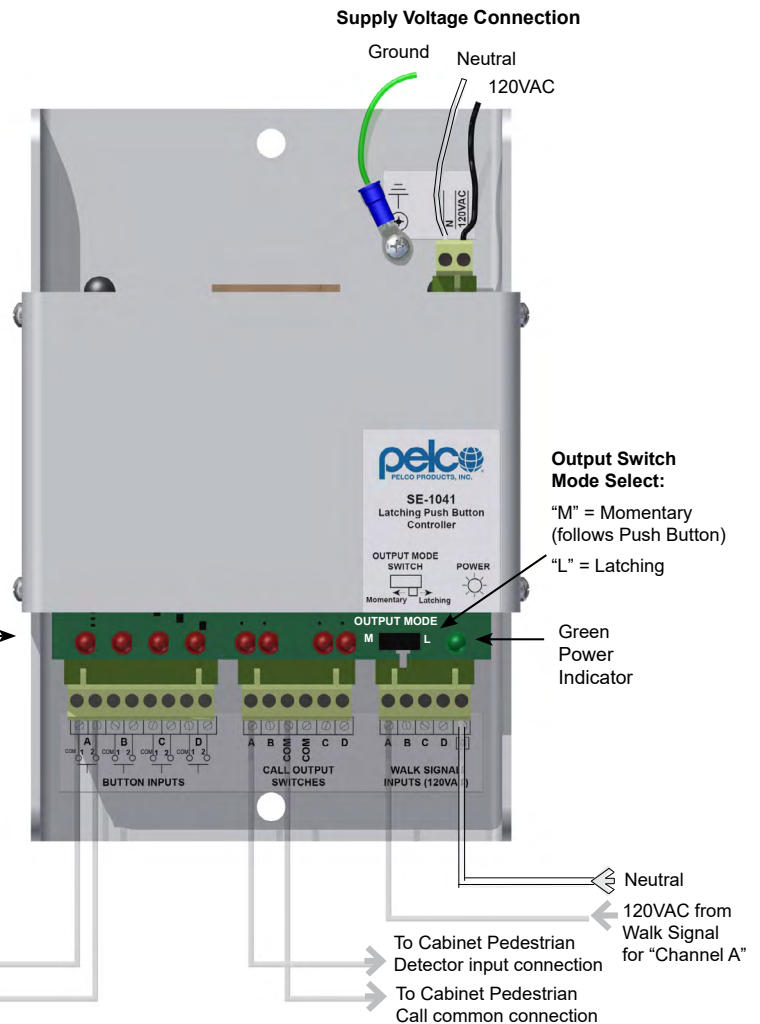 Supply Voltage Connection
Ground
Neutral
120VAC
N
120VAC
pelco
PELCO PRODUCTS, INC.
SE-1041
Latching Push Button
Controller
OUTPUT MODE
SWITCH
POWER
Momentary
Latching
OUTPUT MODE
M
L
Output Switch
Mode Select:
“M” = Momentary
(follows Push Button)
“L” = Latching
Green
Power
Indicator
A B C D
COM 1 2 COM 1 2 COM 1 2 COM 1 2
BUTTON INPUTS
A B COM COM C D
CALL OUTPUT
SWITCHES
A B C D N
WALK SIGNAL
INPUTS (120VAC)
Neutral
120VAC from
Walk Signal
for “Channel A”
To Cabinet Pedestrian
Detector input connection
To Cabinet Pedestrian
Call common connection